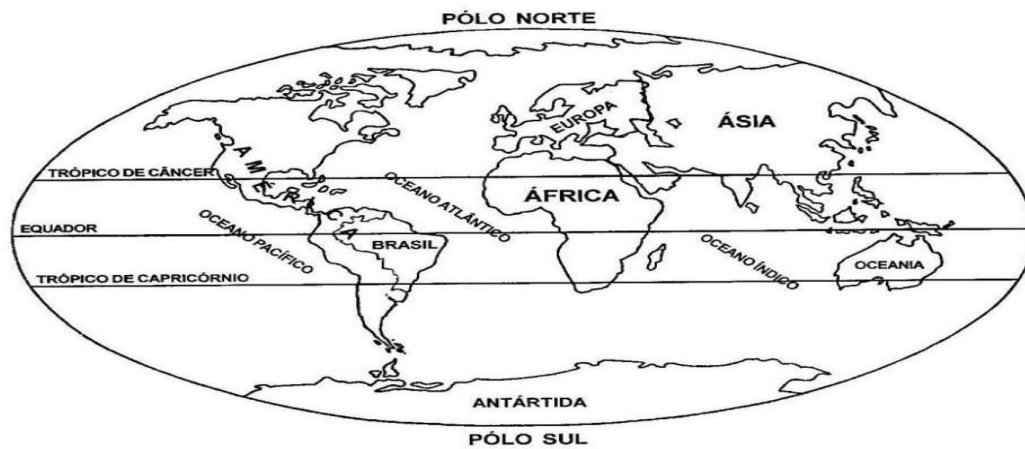 PÓLO NORTE
EUROPA
ÁSIA
AMÉRICA
TRÓPICO DE CÂNCER
OCEANO ATLÂNTICO
ÁFRICA
OCEANO PACÍFICO
EQUADOR
BRASIL
OCEANO ÍNDICO
OCEANIA
TRÓPICO DE CAPRICÓRNIO
ANTÁRTIDA
PÓLO SUL